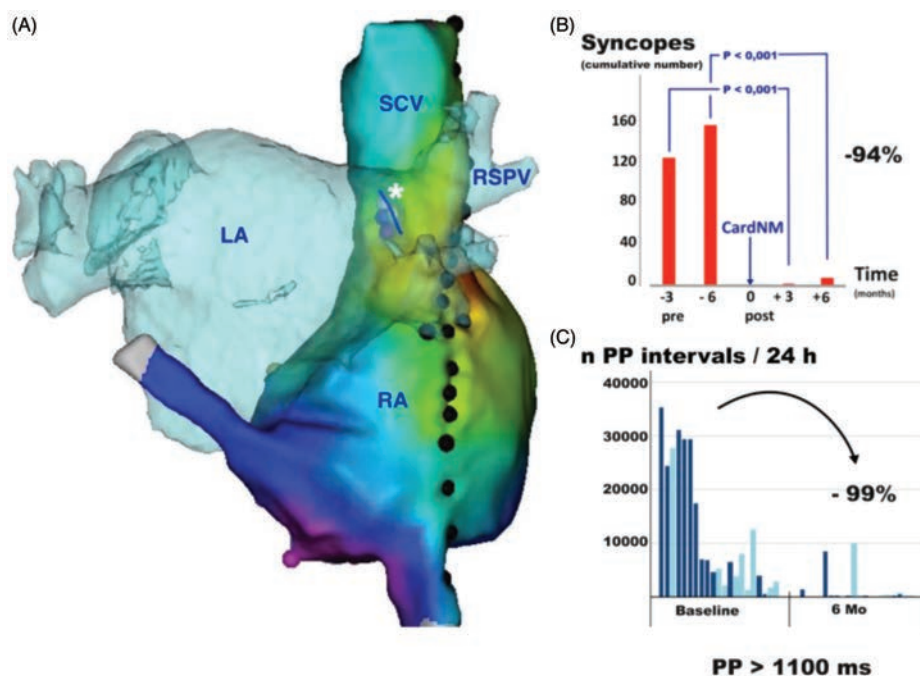 (A)
SCV
RSPV
*
LA
RA
(B)
Syncopes
(cumulative number)
P < 0,001
P < 0,001
160
120
80
40
0
-94%
CardNM
Time
(months)
-3
- 6
0
+ 3
+6
pre
post
(C)
n PP intervals / 24 h
40000
30000
20000
10000
- 99%
Baseline
6 Mo
PP > 1100 ms